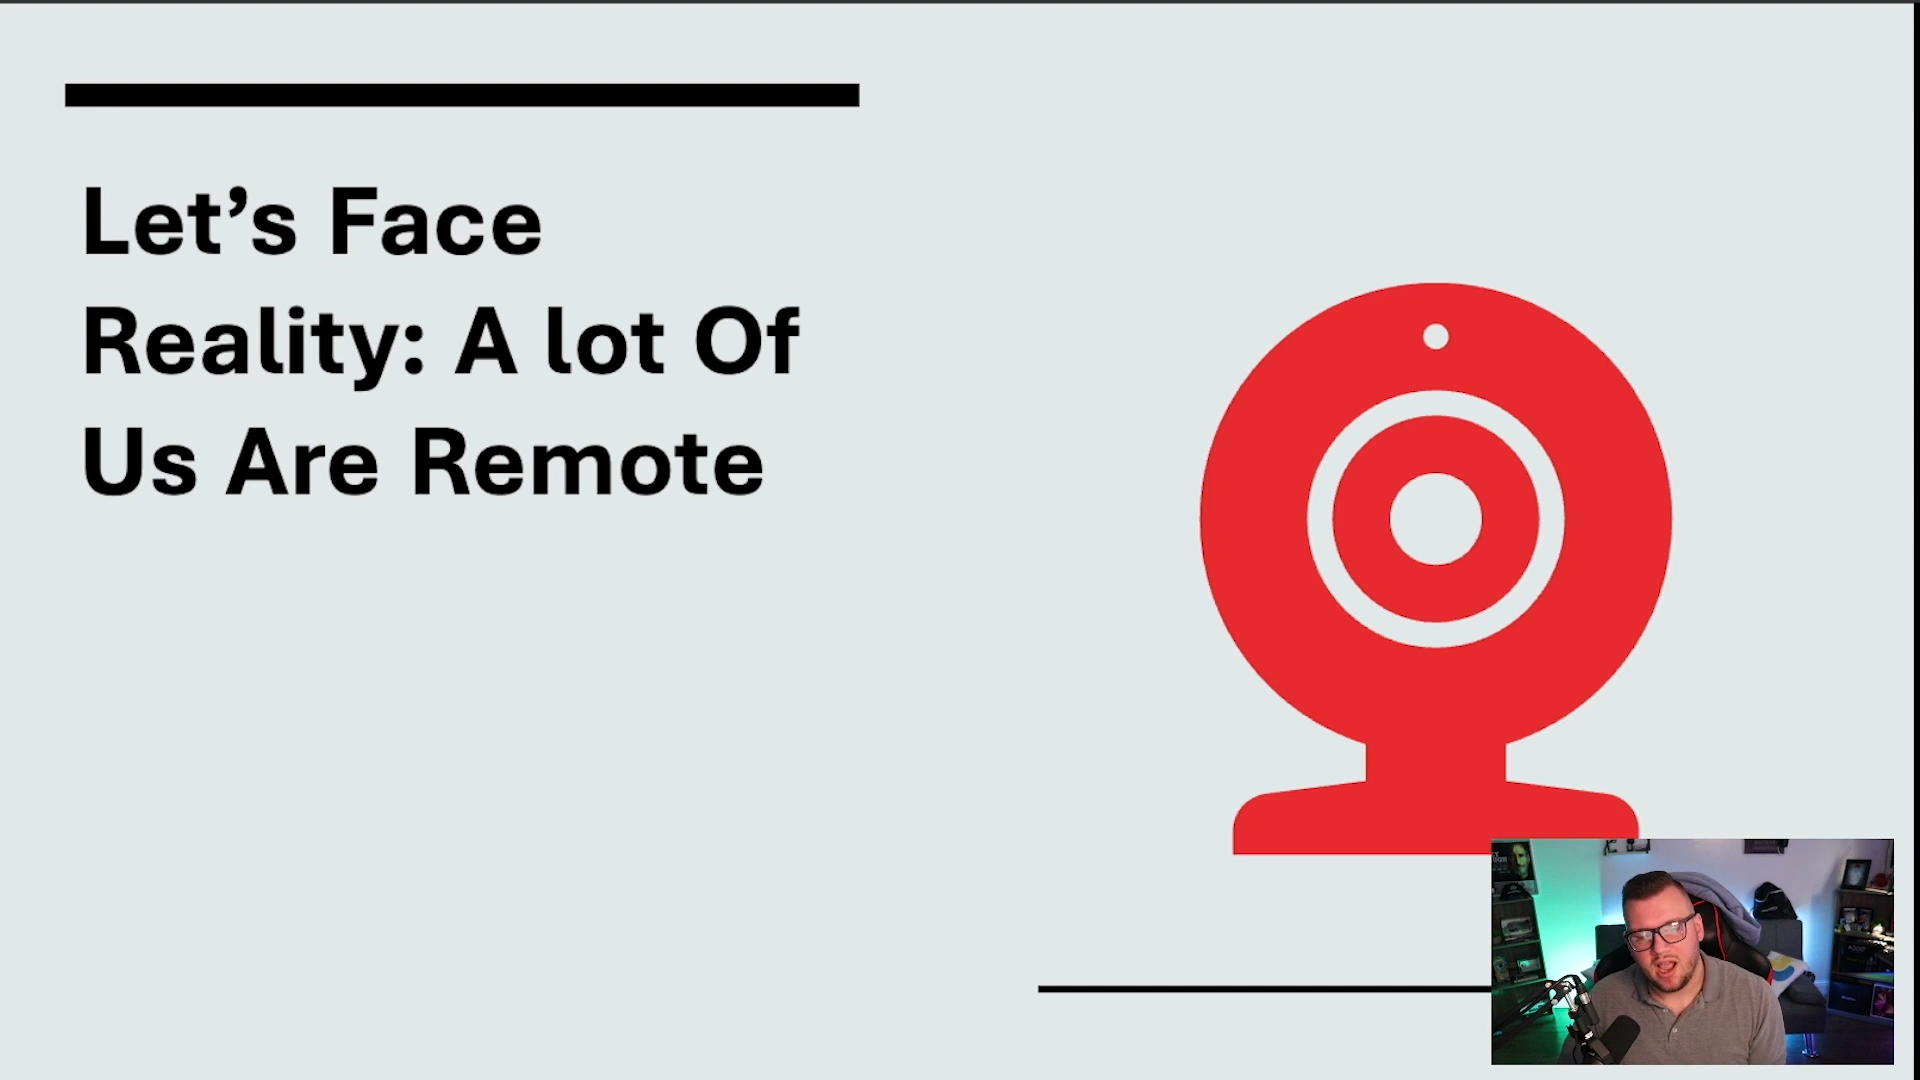 Let’s Face
Reality: A lot Of
Us Are Remote